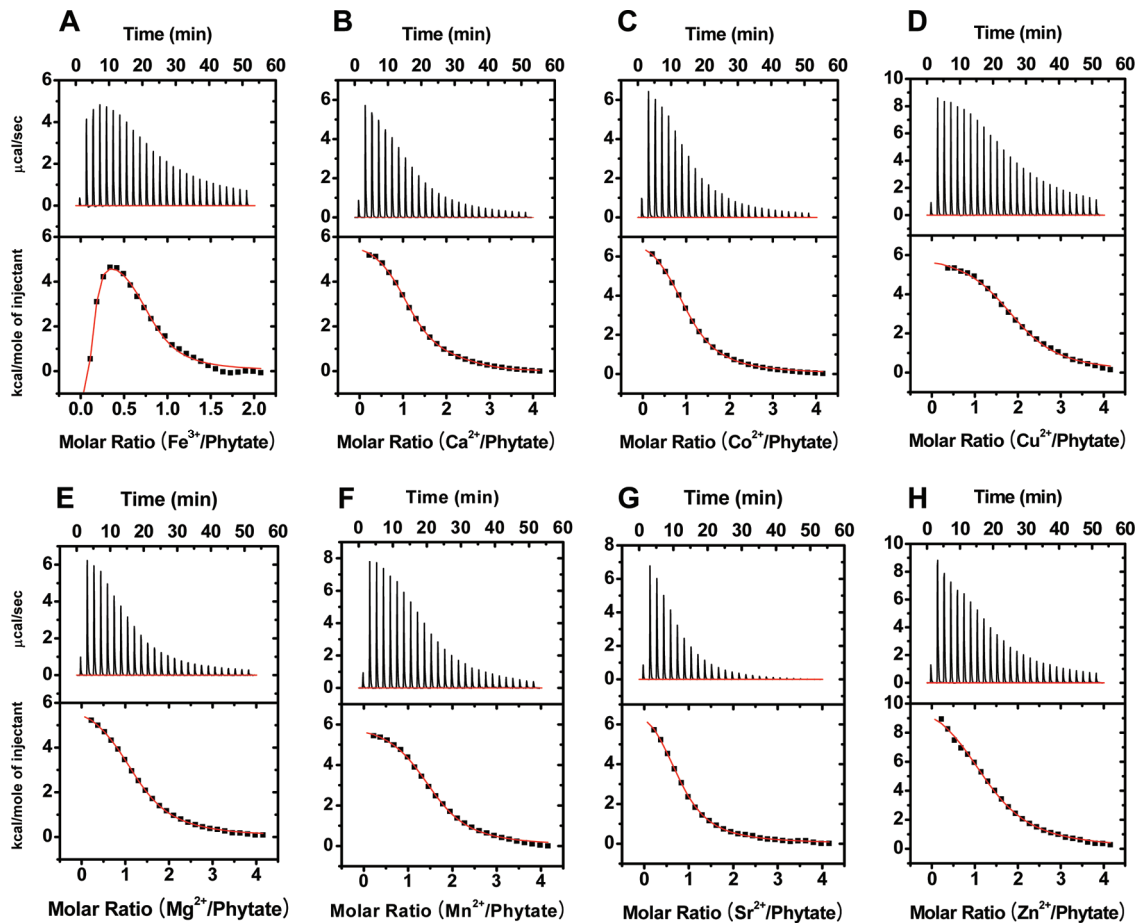 A B C D
Time (min) Time (min) Time (min) Time (min)
0 10 20 30 40 50 60 0 10 20 30 40 50 60 0 10 20 30 40 50 60 0 10 20 30 40 50 60
µcal/sec
6 4 2 0
6 4 2 0
6 4 2 0
10 8 6 4 2 0
kcal/mole of injectant
6 4 2 0
6 4 2 0
6 4 2 0
10 8 6 4 2 0
0.0 0.5 1.0 1.5 2.0 0 1 2 3 4 0 1 2 3 4 0 1 2 3 4
Molar Ratio (Fe³⁺/Phytate) Molar Ratio (Ca²⁺/Phytate) Molar Ratio (Co²⁺/Phytate) Molar Ratio (Cu²⁺/Phytate)
E F G H
Time (min) Time (min) Time (min) Time (min)
0 10 20 30 40 50 60 0 10 20 30 40 50 60 0 10 20 30 40 50 60 0 10 20 30 40 50 60
µcal/sec
6 4 2 0
8 6 4 2 0
8 6 4 2 0
10 8 6 4 2 0
kcal/mole of injectant
6 4 2 0
8 6 4 2 0
6 4 2 0
10 8 6 4 2 0
0 1 2 3 4 0 1 2 3 4 0 1 2 3 4 0 1 2 3 4
Molar Ratio (Mg²⁺/Phytate) Molar Ratio (Mn²⁺/Phytate) Molar Ratio (Sr²⁺/Phytate) Molar Ratio (Zn²⁺/Phytate)